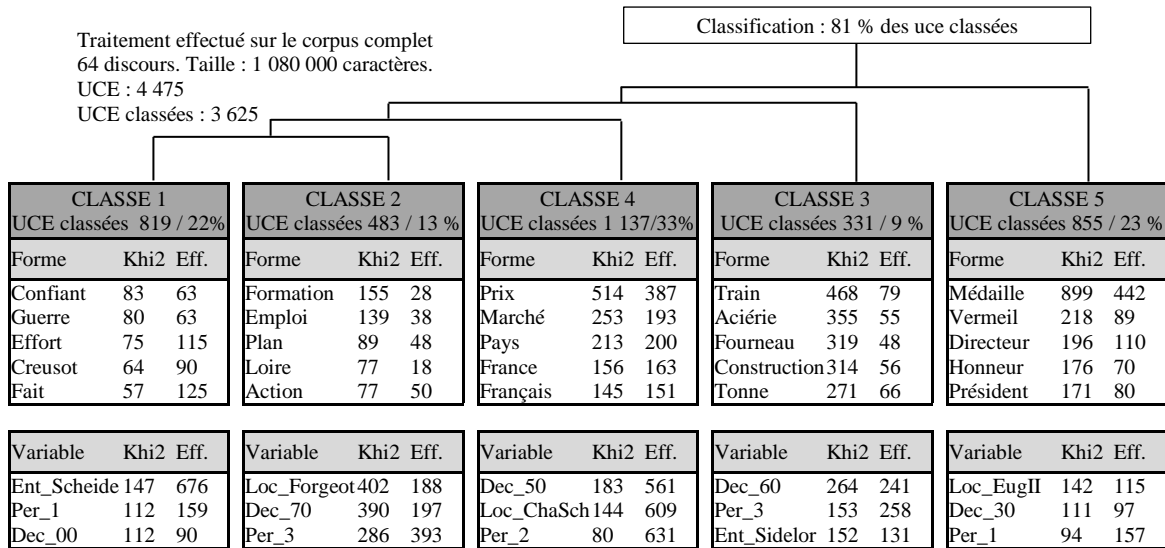 Classification : 81 % des uce classées
Traitement effectué sur le corpus complet
64 discours. Taille : 1 080 000 caractères.
UCE : 4 475
UCE classées : 3 625
CLASSE 1
UCE classées 819 / 22%
Forme Khi2 Eff.
Confiant 83 63
Guerre 80 63
Effort 75 115
Creusot 64 90
Fait 57 125
Variable Khi2 Eff.
Ent_Scheide 147 676
Per_1 112 159
Dec_00 112 90
CLASSE 2
UCE classées 483 / 13 %
Forme Khi2 Eff.
Formation 155 28
Emploi 139 38
Plan 89 48
Loire 77 18
Action 77 50
Variable Khi2 Eff.
Loc_Forgeot 402 188
Dec_70 390 197
Per_3 286 393
CLASSE 4
UCE classées 1 137/33%
Forme Khi2 Eff.
Prix 514 387
Marché 253 193
Pays 213 200
France 156 163
Français 145 151
Variable Khi2 Eff.
Dec_50 183 561
Loc_ChaSch 144 609
Per_2 80 631
CLASSE 3
UCE classées 331 / 9 %
Forme Khi2 Eff.
Train 468 79
Aciérie 355 55
Fourneau 319 48
Construction 314 56
Tonne 271 66
Variable Khi2 Eff.
Dec_60 264 241
Per_3 153 258
Ent_Sidelor 152 131
CLASSE 5
UCE classées 855 / 23 %
Forme Khi2 Eff.
Médaille 899 442
Vermeil 218 89
Directeur 196 110
Honneur 176 70
Président 171 80
Variable Khi2 Eff.
Loc_EugII 142 115
Dec_30 111 97
Per_1 94 157